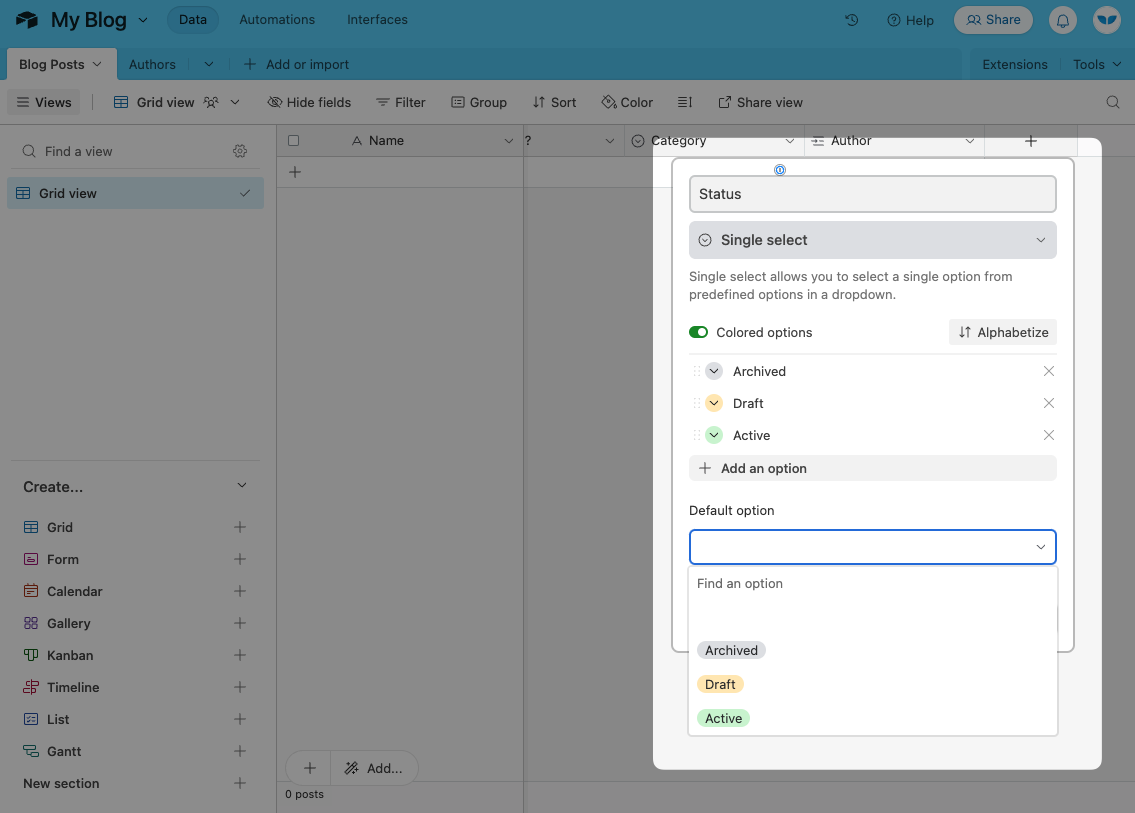 My Blog
Data
Automations
Interfaces
Help
Share
Blog Posts
Authors
Add or import
Extensions
Tools
Views
Grid view
Hide fields
Filter
Group
Sort
Color
Share view
Find a view
Grid view
A Name
?
Category
Author
Status
Single select
Single select allows you to select a single option from
predefined options in a dropdown.
Colored options
Alphabetize
Archived
Draft
Active
Add an option
Default option
Find an option
Archived
Draft
Active
Create...
Grid
Form
Calendar
Gallery
Kanban
Timeline
List
Gantt
New section
Add...
0 posts